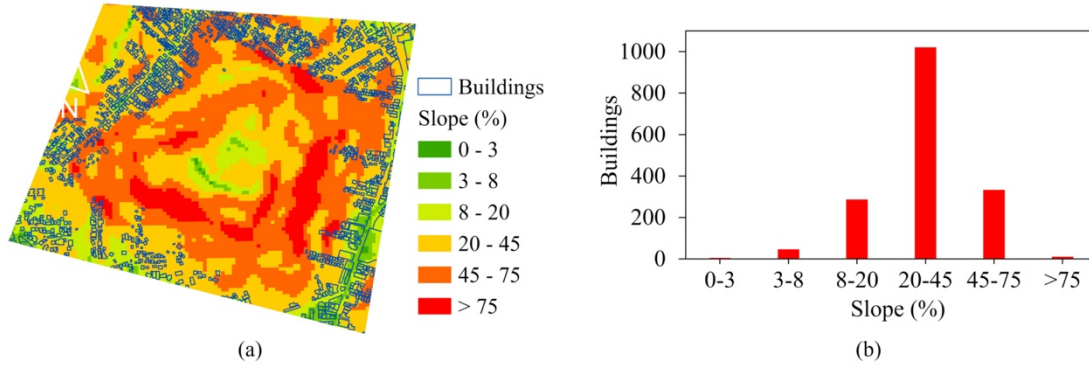 N
Buildings
Slope (%)
0 - 3
3 - 8
8 - 20
20 - 45
45 - 75
> 75
(a)
Buildings
1000
800
600
400
200
0
0-3 3-8 8-20 20-45 45-75 >75
Slope (%)
(b)